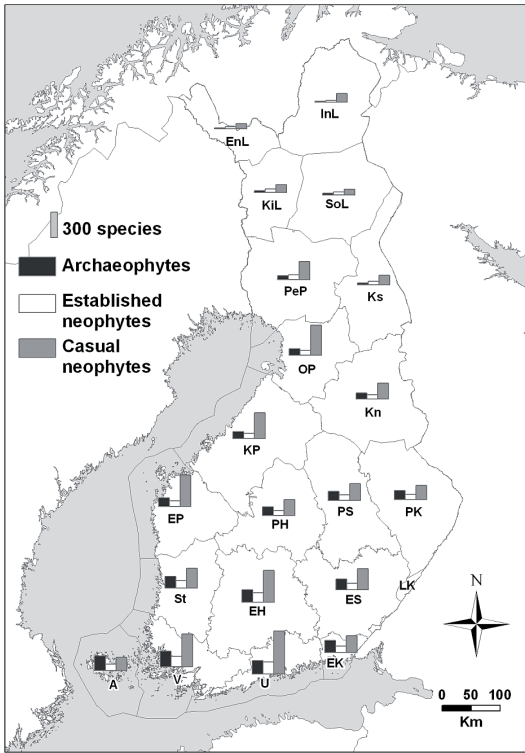 InL
EnL
KiL
SoL
300 species
Archaeophytes
PeP
Ks
Established
neophytes
Casual
neophytes
OP
Kn
KP
EP
PH
PS
PK
St
EH
ES
LK
N
A
V
U
EK
0 50 100
Km